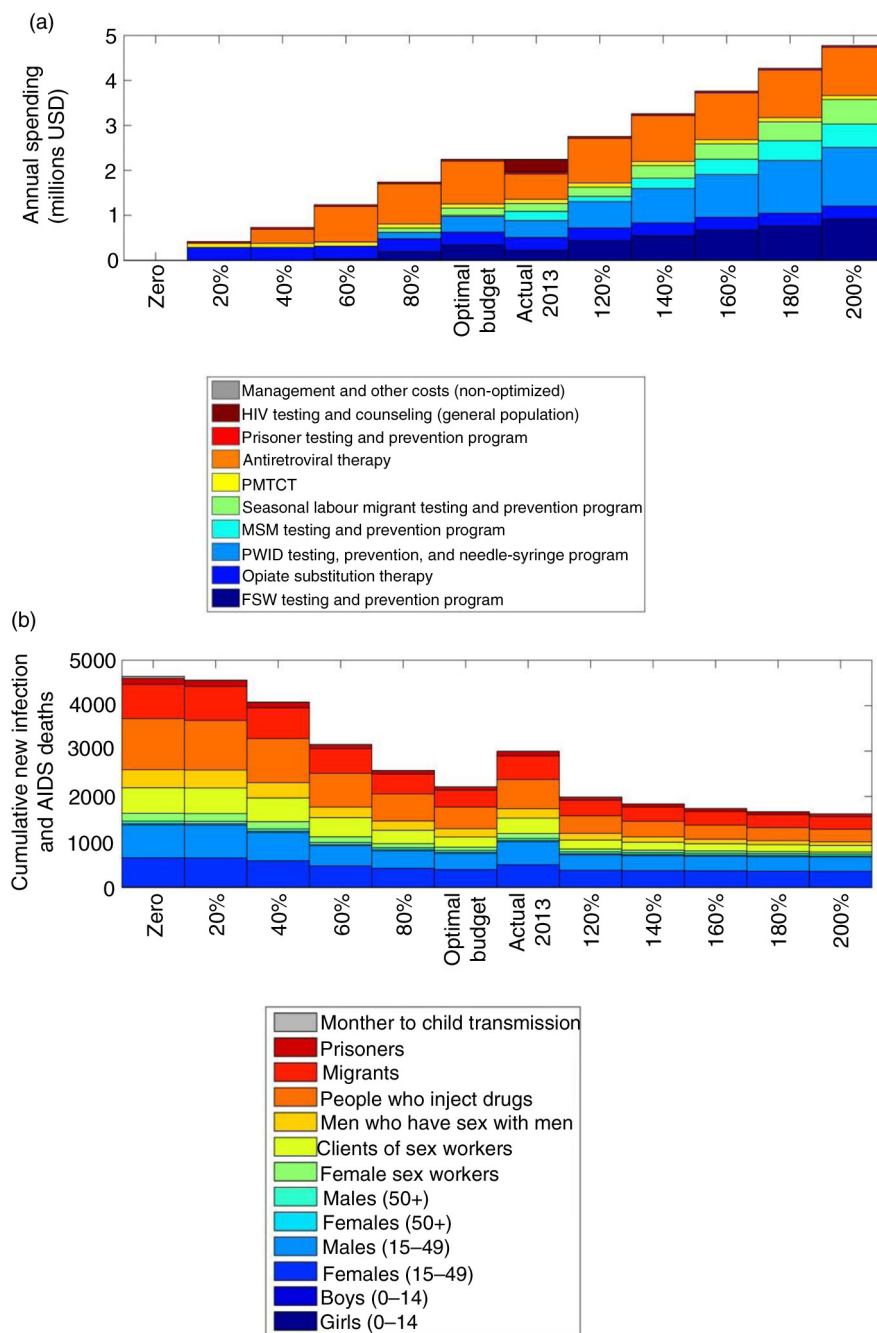 (a)
Annual spending
(millions USD)
5
4
3
2
1
0
Zero
20%
40%
60%
80%
Optimal
budget
Actual
2013
120%
140%
160%
180%
200%
Management and other costs (non-optimized)
HIV testing and counseling (general population)
Prisoner testing and prevention program
Antiretroviral therapy
PMTCT
Seasonal labour migrant testing and prevention program
MSM testing and prevention program
PWID testing, prevention, and needle-syringe program
Opiate substitution therapy
FSW testing and prevention program
(b)
Cumulative new infection
and AIDS deaths
5000
4000
3000
2000
1000
0
Zero
20%
40%
60%
80%
Optimal
budget
Actual
2013
120%
140%
160%
180%
200%
Monther to child transmission
Prisoners
Migrants
People who inject drugs
Men who have sex with men
Clients of sex workers
Female sex workers
Males (50+)
Females (50+)
Males (15–49)
Females (15–49)
Boys (0–14)
Girls (0–14